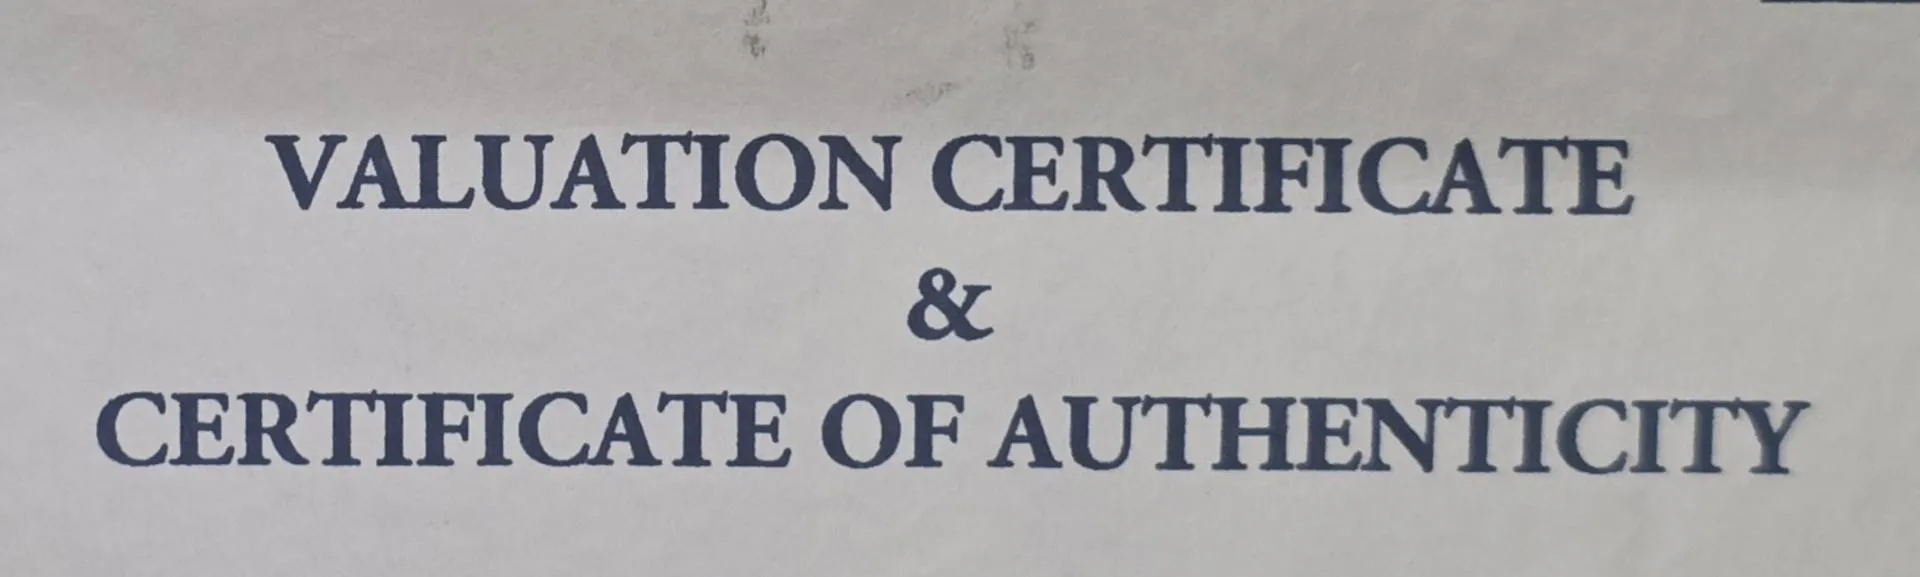 VALUATION CERTIFICATE
&
CERTIFICATE OF AUTHENTICITY